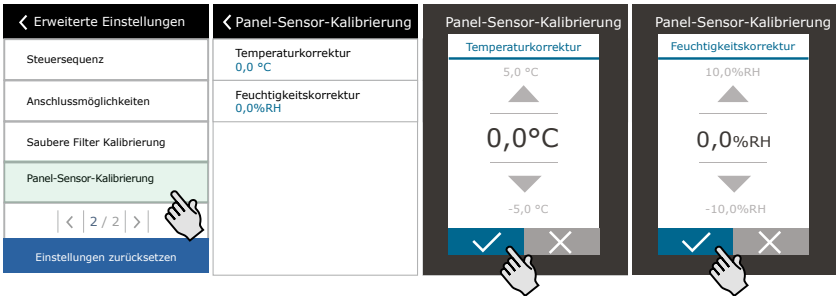 Erweiterte Einstellungen
Steuersequenz
Anschlussmöglichkeiten
Saubere Filter Kalibrierung
Panel-Sensor-Kalibrierung
2 / 2
Einstellungen zurücksetzen
Panel-Sensor-Kalibrierung
Temperaturkorrektur
0,0 °C
Feuchtigkeitskorrektur
0,0%RH
Panel-Sensor-Kalibrierung
Temperaturkorrektur
5,0 °C
0,0°C
-5,0 °C
Panel-Sensor-Kalibrierung
Feuchtigkeitskorrektur
10,0%RH
0,0%RH
-10,0%RH